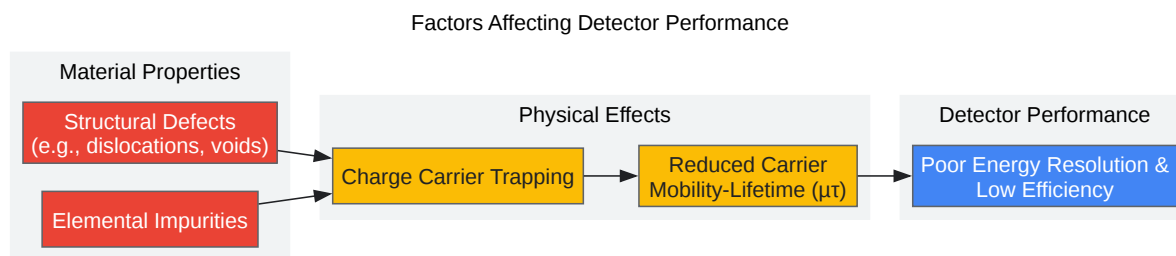 Factors Affecting Detector Performance
Material Properties
Structural Defects
(e.g., dislocations, voids)
Elemental Impurities
Physical Effects
Charge Carrier Trapping
Reduced Carrier
Mobility-Lifetime (μτ)
Detector Performance
Poor Energy Resolution &
Low Efficiency